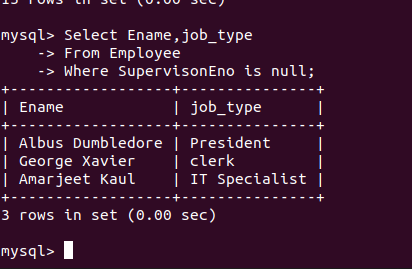 15 rows in set (0.00 sec)
mysql> Select Ename,job_type
    -> From Employee
    -> Where SupervisonEno is null;
+------------------+---------------+
| Ename            | job_type      |
+------------------+---------------+
| Albus Dumbledore | President     |
| George Xavier    | clerk         |
| Amarjeet Kaul    | IT Specialist |
+------------------+---------------+
3 rows in set (0.00 sec)
mysql>